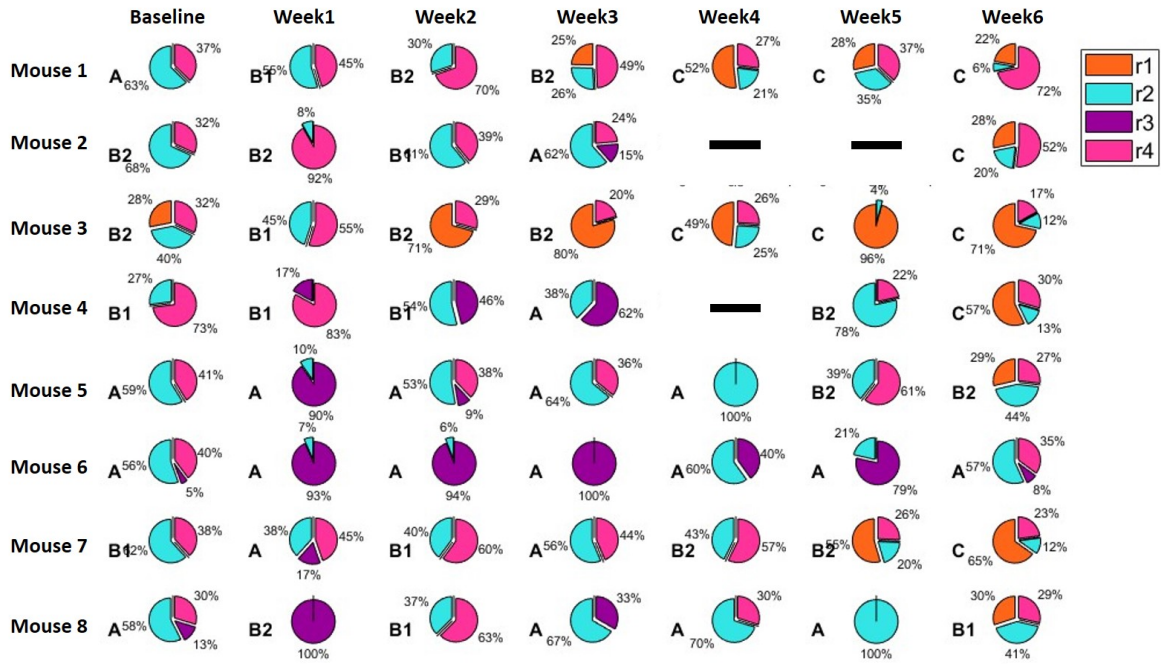 Baseline Week1 Week2 Week3 Week4 Week5 Week6
Mouse 1 A 63% 37% B1 55% 45% B2 30% 70% B2 25% 49% 26% C 52% 27% 21% C 28% 37% 35% C 22% 6% 72%
r1
r2
r3
r4
Mouse 2 B2 68% 32% B2 8% 92% B1 39% A 62% 24% 15% C 28% 52% 20%
Mouse 3 B2 28% 32% 40% B1 45% 55% B2 29% 71% B2 20% 80% C 49% 26% 25% C 4% 96% C 17% 12% 71%
Mouse 4 B1 27% 73% B1 17% 83% B1 54% 46% A 38% 62% B2 22% 78% C 57% 30% 13%
Mouse 5 A 59% 41% A 10% 90% A 53% 38% 9% A 64% 36% A 100% B2 39% 61% B2 29% 27% 44%
Mouse 6 A 56% 40% 5% A 7% 93% A 6% 94% A 100% A 60% 40% A 21% 79% A 57% 35% 8%
Mouse 7 B1 38% A 38% 45% 17% B1 40% 60% A 56% 44% B2 43% 57% B2 55% 26% 20% C 23% 12% 65%
Mouse 8 A 58% 30% 13% B2 100% B1 37% 63% A 33% 67% A 30% 70% A 100% B1 30% 29% 41%